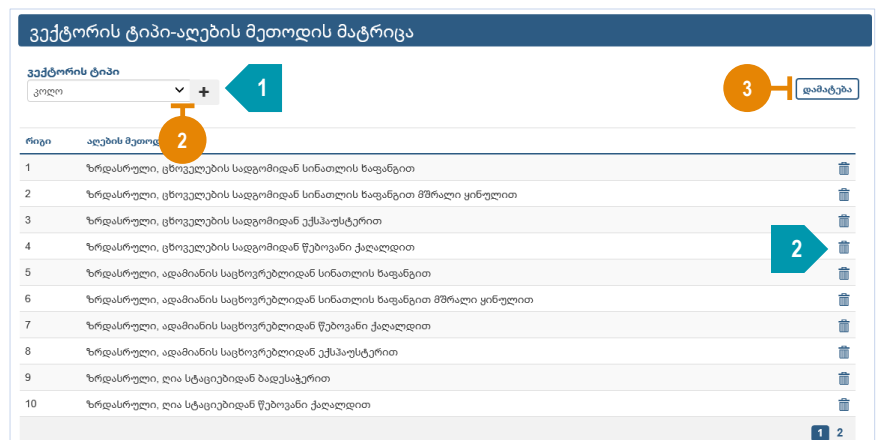 ვექტორის ტიპი-აღების მეთოდის მატრიცა
ვექტორის ტიპი
კოღო
+
1
3
დამატება
2
რიგი აღების
1 ზრდასრული, ცხოველების სადგომიდან სინათლის ხაფანგით
2 ზრდასრული, ცხოველების სადგომიდან სინათლის ხაფანგით მშრალი ყინულით
3 ზრდასრული, ცხოველების სადგომიდან ექსჰაუსტერით
4 ზრდასრული, ცხოველების სადგომიდან წებოვანი ქაღალდით
2
5 ზრდასრული, ადამიანის საცხოვრებლიდან სინათლის ხაფანგით
6 ზრდასრული, ადამიანის საცხოვრებლიდან სინათლის ხაფანგით მშრალი ყინულით
7 ზრდასრული, ადამიანის საცხოვრებლიდან წებოვანი ქაღალდით
8 ზრდასრული, ადამიანის საცხოვრებლიდან ექსჰაუსტერით
9 ზრდასრული, ღია სტაციებიდან ბადესაჭერით
10 ზრდასრული, ღია სტაციებიდან წებოვანი ქაღალდით
1 2